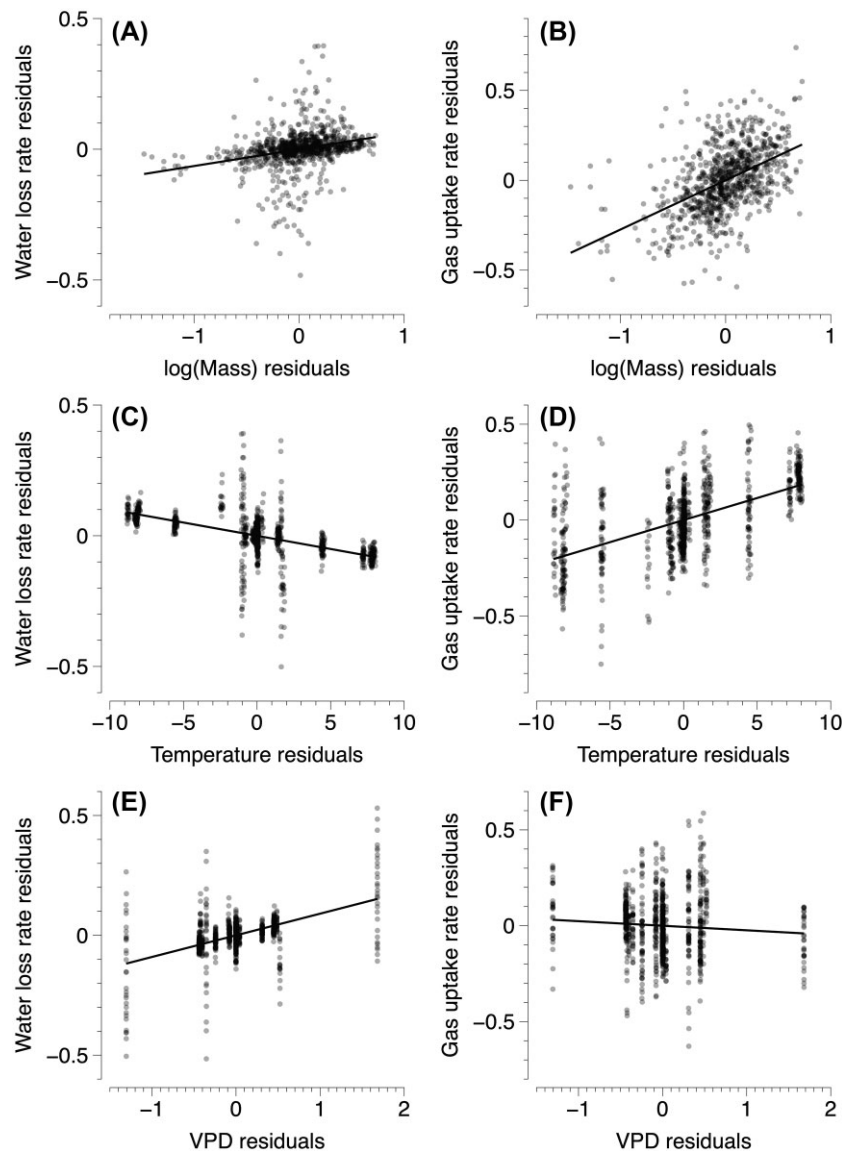 (A)
0.5
0
−0.5
Water loss rate residuals
−1
0
1
log(Mass) residuals
(B)
0.5
0
−0.5
Gas uptake rate residuals
−1
0
1
log(Mass) residuals
(C)
0.5
0
−0.5
Water loss rate residuals
−10
−5
0
5
10
Temperature residuals
(D)
0.5
0
−0.5
Gas uptake rate residuals
−10
−5
0
5
10
Temperature residuals
(E)
0.5
0
−0.5
Water loss rate residuals
−1
0
1
2
VPD residuals
(F)
0.5
0
−0.5
Gas uptake rate residuals
−1
0
1
2
VPD residuals